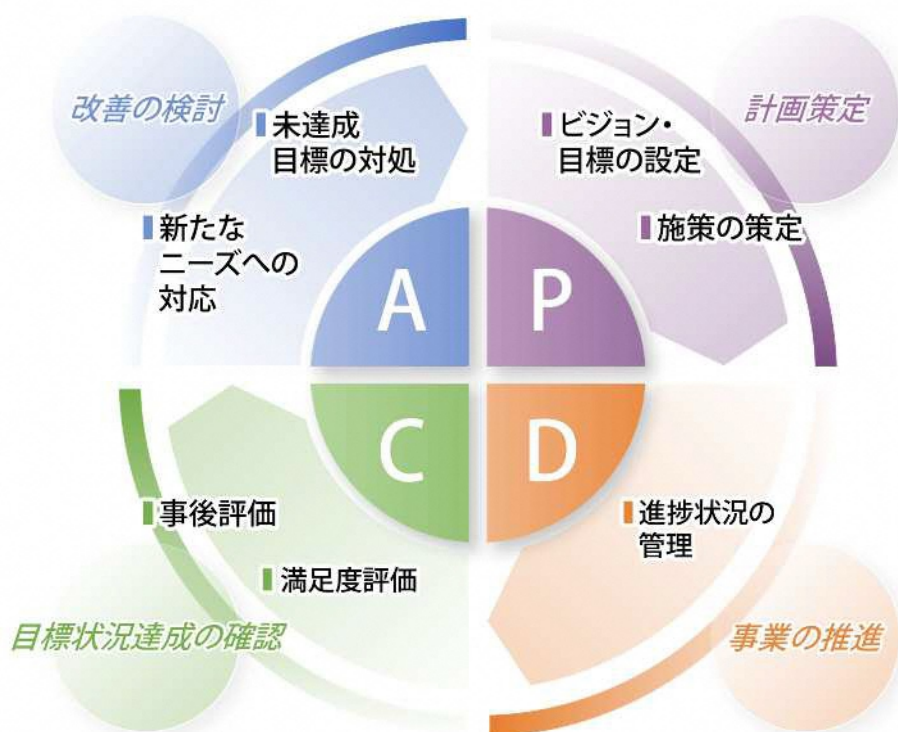 改善の検討
未達成
目標の対処
新たな
ニーズへの
対応
A
計画策定
ビジョン・
目標の設定
施策の策定
P
C
事後評価
満足度評価
目標状況達成の確認
D
進捗状況の
管理
事業の推進